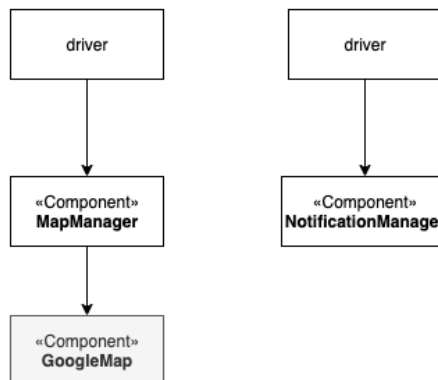 driver
driver
«Component»
MapManager
«Component»
NotificationManage
«Component»
GoogleMap